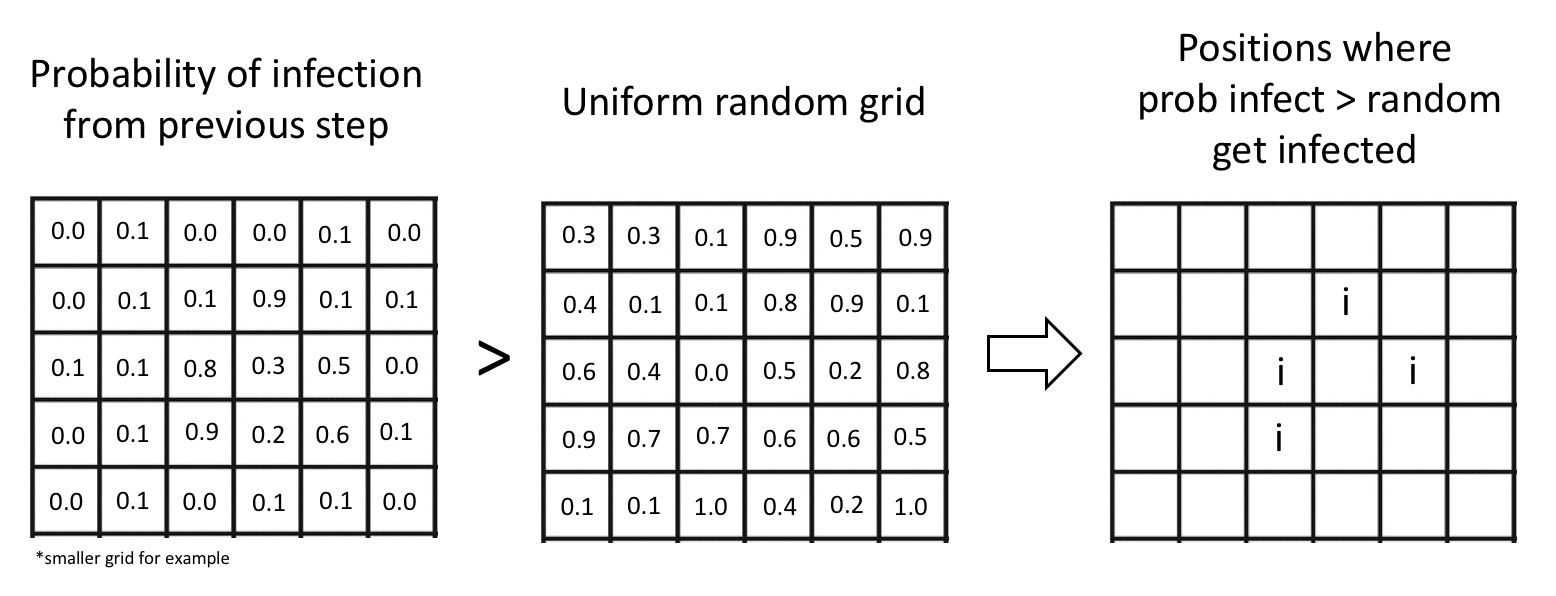 Probability of infection
from previous step
0.0 0.1 0.0 0.0 0.1 0.0
0.0 0.1 0.1 0.9 0.1 0.1
0.1 0.1 0.8 0.3 0.5 0.0
0.0 0.1 0.9 0.2 0.6 0.1
0.0 0.1 0.0 0.1 0.1 0.0
*smaller grid for example
>
Uniform random grid
0.3 0.3 0.1 0.9 0.5 0.9
0.4 0.1 0.1 0.8 0.9 0.1
0.6 0.4 0.0 0.5 0.2 0.8
0.9 0.7 0.7 0.6 0.6 0.5
0.1 0.1 1.0 0.4 0.2 1.0
Positions where
prob infect > random
get infected
i
i i
i